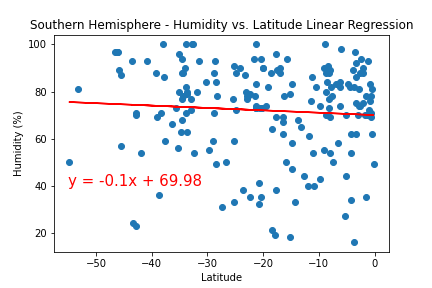 Southern Hemisphere - Humidity vs. Latitude Linear Regression
Humidity (%)
100
80
60
40
20
y = -0.1x + 69.98
−50
−40
−30
−20
−10
0
Latitude